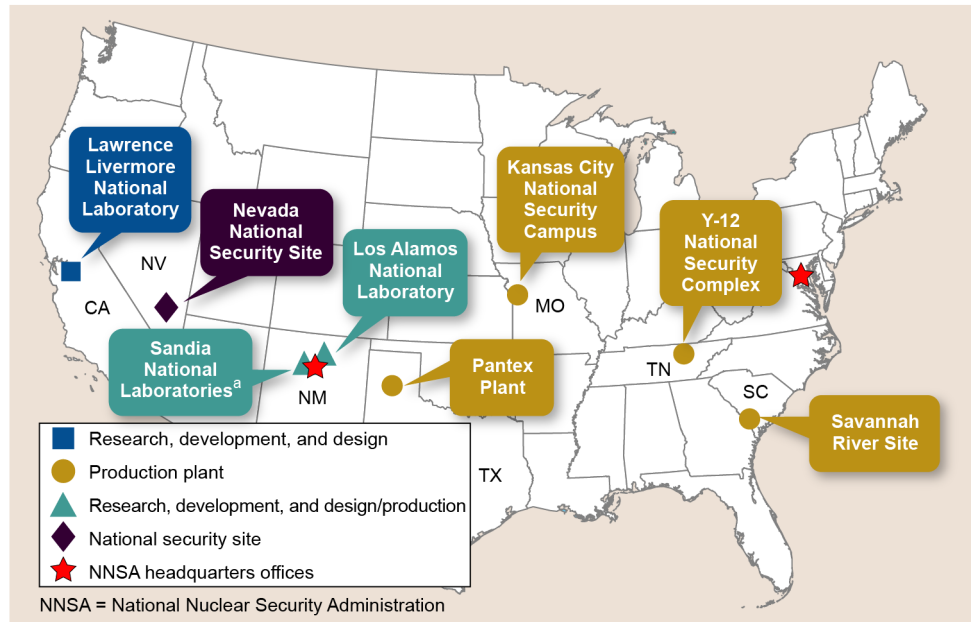 Lawrence
Livermore
National
Laboratory
Nevada
National
Security Site
Los Alamos
National
Laboratory
Kansas City
National
Security
Campus
Y-12
National
Security
Complex
NV
CA
MO
Sandia
National
Laboratoriesᵃ
NM
Pantex
Plant
TN
SC
Savannah
River Site
TX
Research, development, and design
Production plant
Research, development, and design/production
National security site
NNSA headquarters offices
NNSA = National Nuclear Security Administration